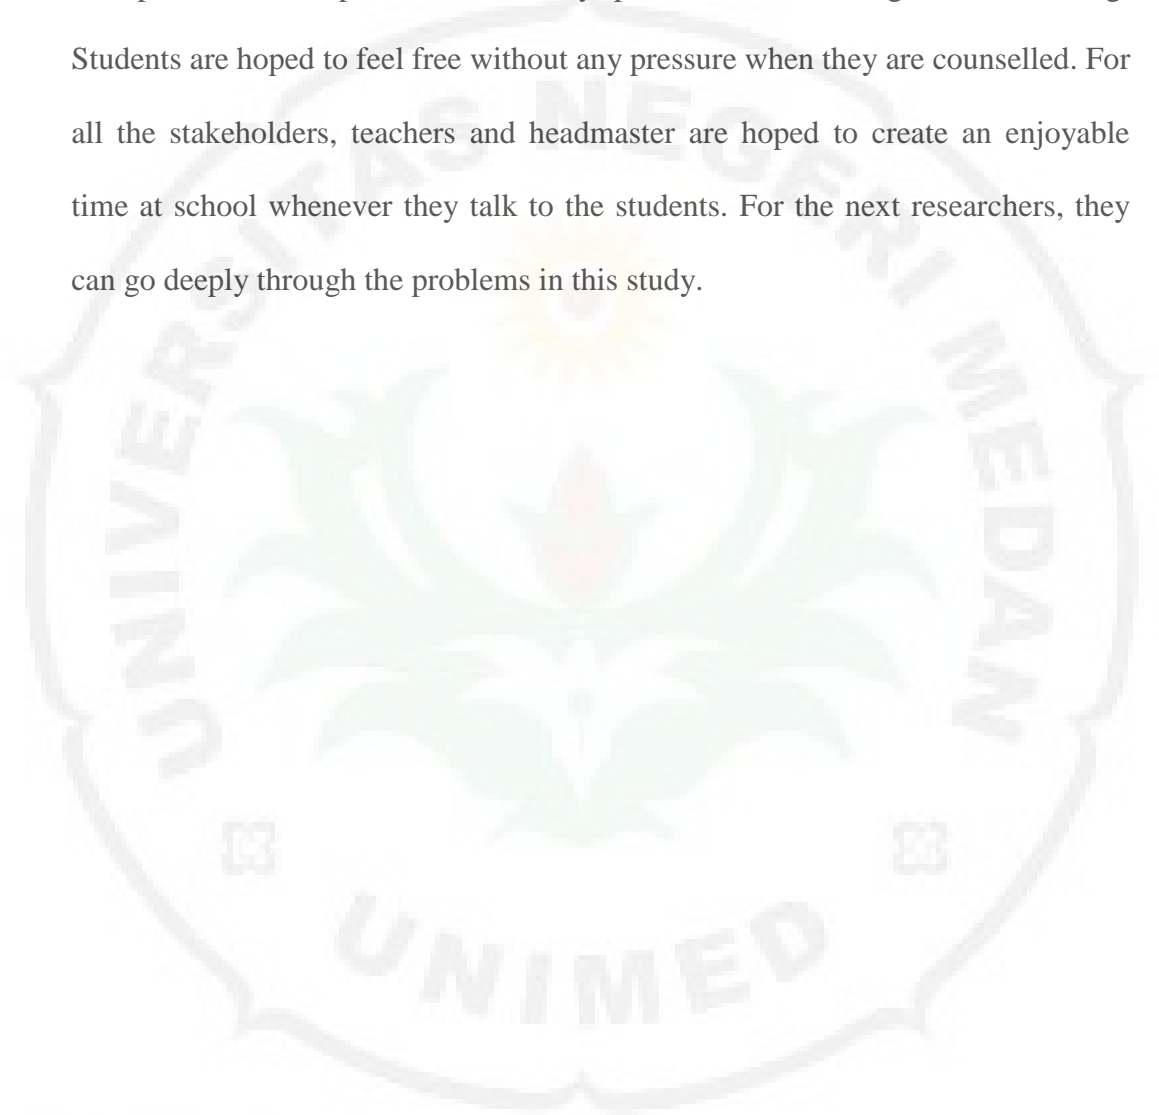 Students are hoped to feel free without any pressure when they are counselled. For
all the stakeholders, teachers and headmaster are hoped to create an enjoyable
time at school whenever they talk to the students. For the next researchers, they
can go deeply through the problems in this study.
UNIVERSITAS NEGERI MEDAN
UNIMED